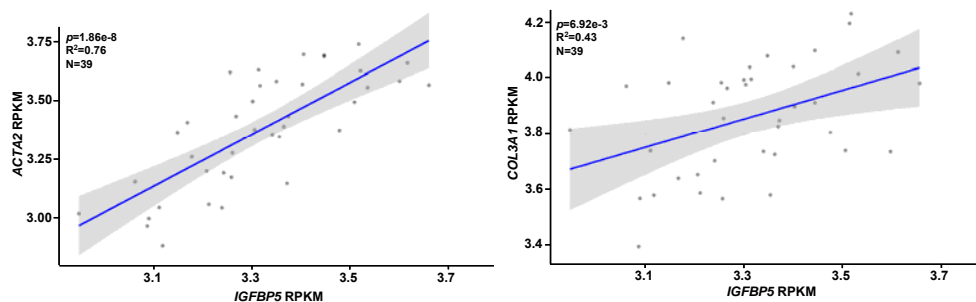 p=1.86e-8
R²=0.76
N=39
3.75
3.50
3.25
3.00
ACTA2 RPKM
3.1
3.3
3.5
3.7
IGFBP5 RPKM
p=6.92e-3
R²=0.43
N=39
4.2
4.0
3.8
3.6
3.4
COL3A1 RPKM
3.1
3.3
3.5
3.7
IGFBP5 RPKM